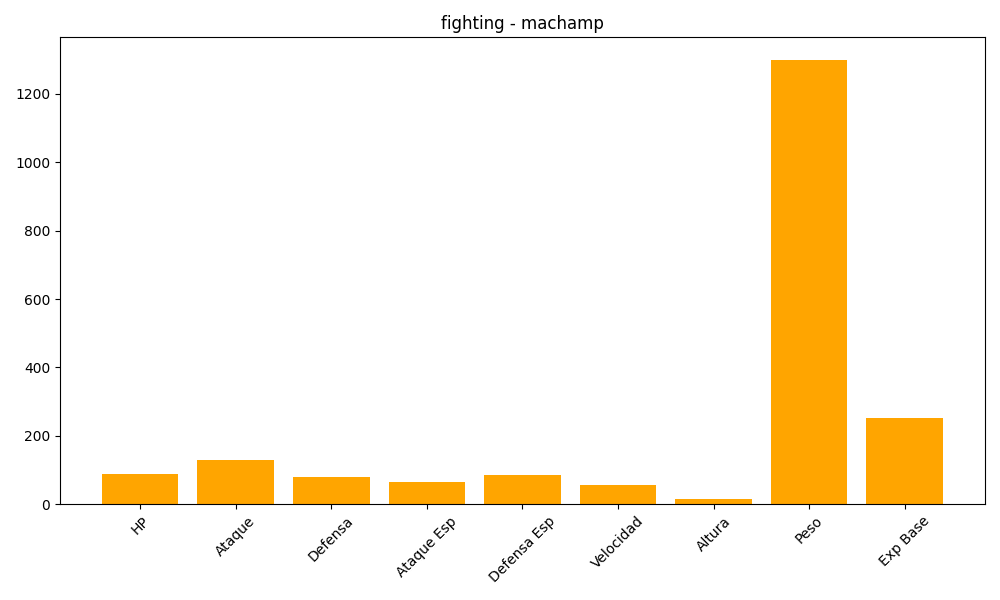 fighting - machamp
1200
1000
800
600
400
200
0
HP
Ataque
Defensa
Ataque Esp
Defensa Esp
Velocidad
Altura
Peso
Exp Base